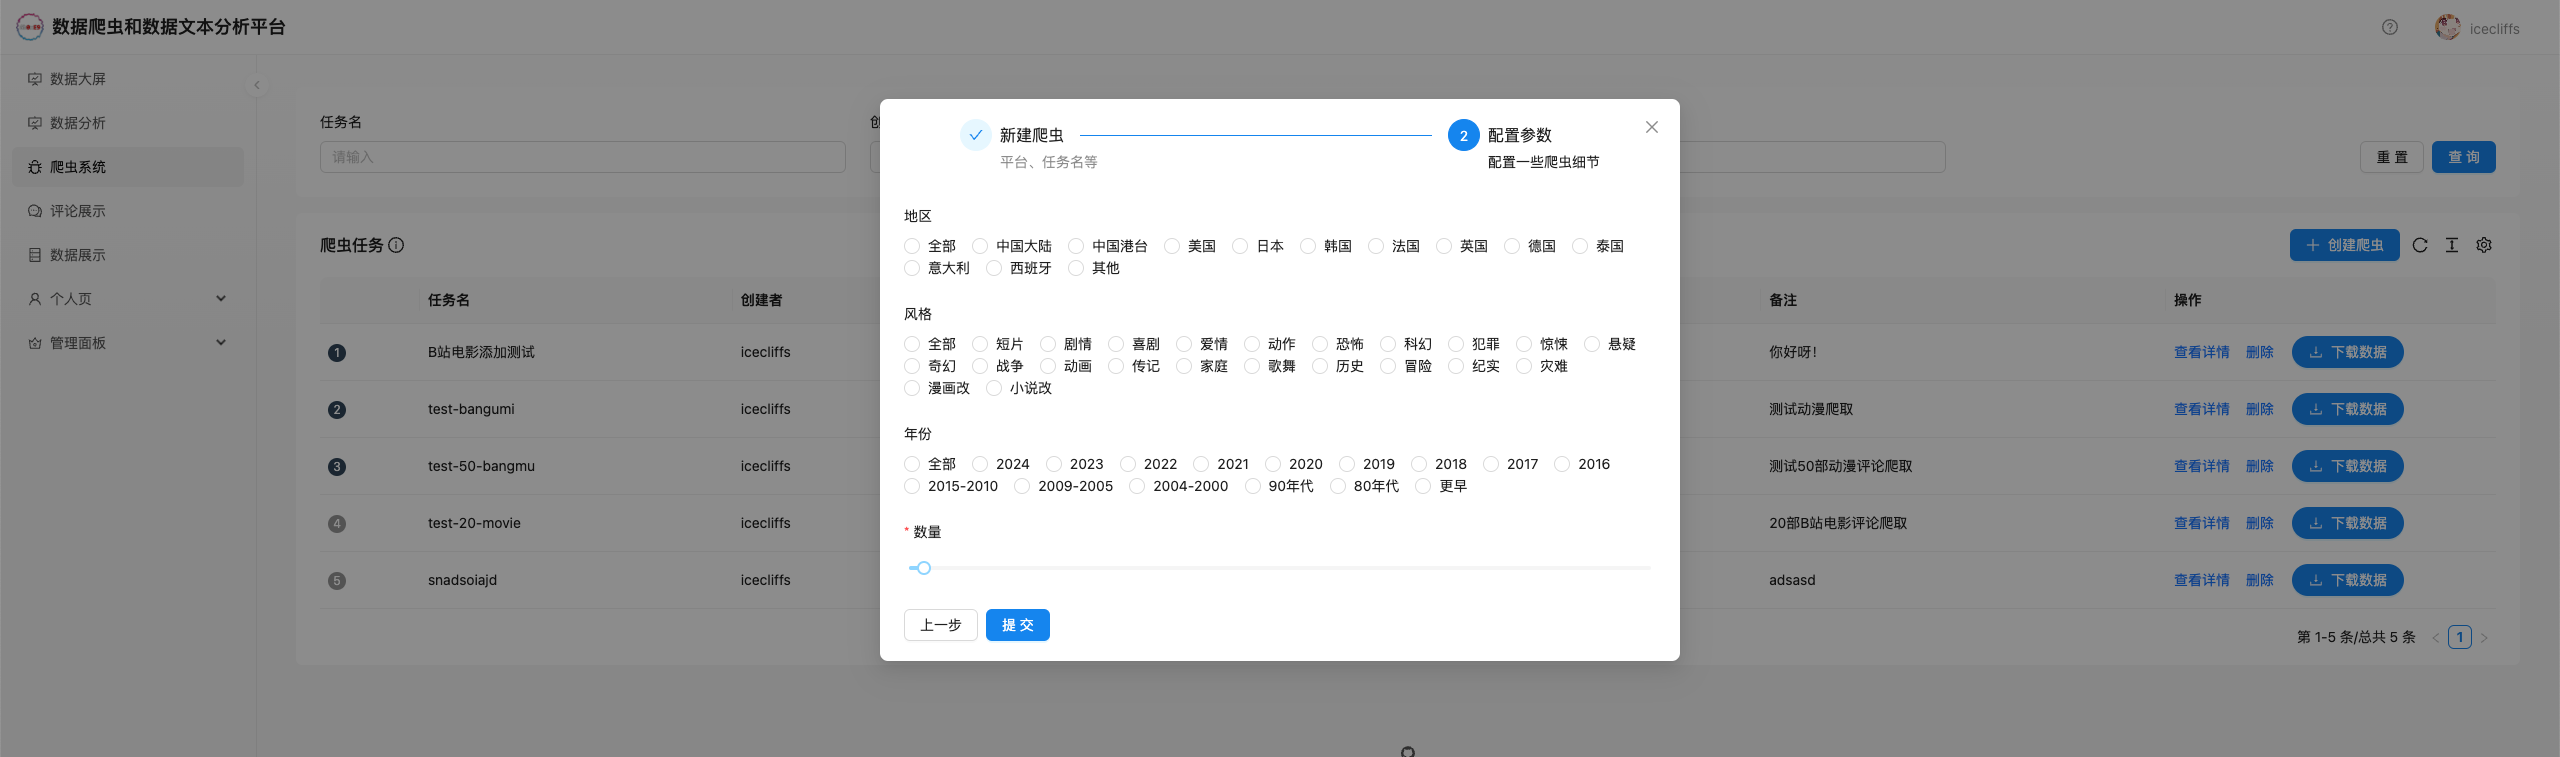 数据爬虫和数据文本分析平台
icecliffs
数据大屏
数据分析
爬虫系统
评论展示
数据展示
个人页
管理面板
任务名
请输入
重置
查询
爬虫任务
创建爬虫
任务名 创建者 备注 操作
1 B站电影添加测试 icecliffs 你好呀！ 查看详情 删除 下载数据
2 test-bangumi icecliffs 测试动漫爬取 查看详情 删除 下载数据
3 test-50-bangmu icecliffs 测试50部动漫评论爬取 查看详情 删除 下载数据
4 test-20-movie icecliffs 20部B站电影评论爬取 查看详情 删除 下载数据
5 snadsoiajd icecliffs adsasd 查看详情 删除 下载数据
第 1-5 条/总共 5 条 1
新建爬虫
平台、任务名等
2 配置参数
配置一些爬虫细节
地区
全部 中国大陆 中国港台 美国 日本 韩国 法国 英国 德国 泰国
意大利 西班牙 其他
风格
全部 短片 剧情 喜剧 爱情 动作 恐怖 科幻 犯罪 惊悚 悬疑
奇幻 战争 动画 传记 家庭 歌舞 历史 冒险 纪实 灾难
漫画改 小说改
年份
全部 2024 2023 2022 2021 2020 2019 2018 2017 2016
2015-2010 2009-2005 2004-2000 90年代 80年代 更早
* 数量
上一步 提交